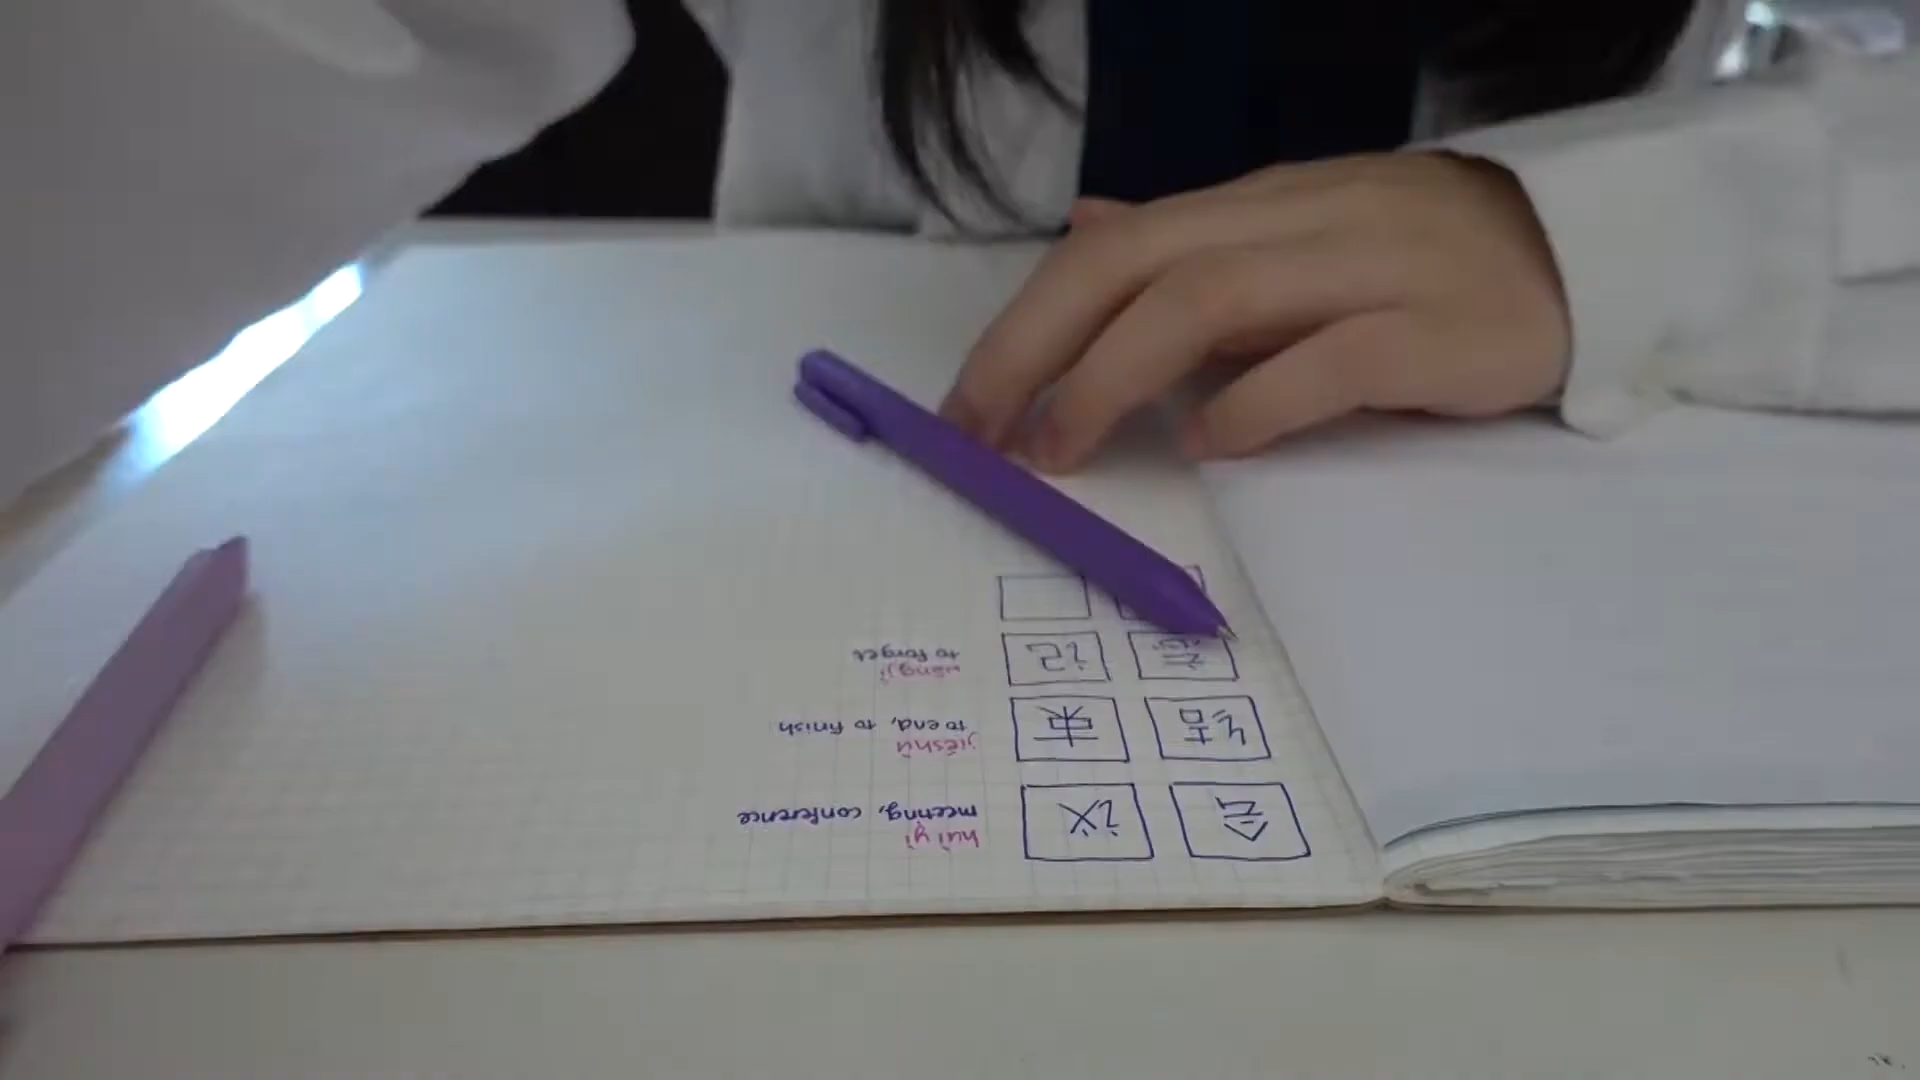 会议
huìyì
meeting, conference
结束
jiéshù
to end, to finish
忘记
wàngjì
to forget